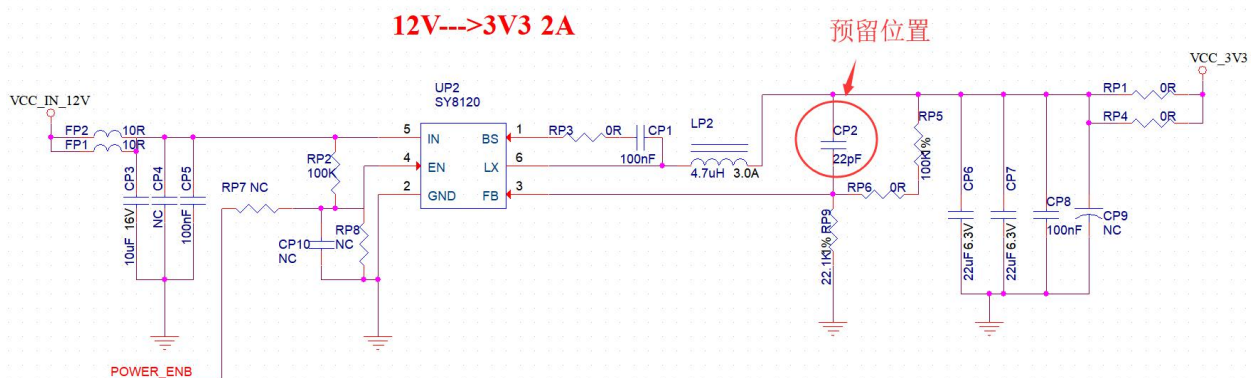 12V--->3V3 2A
预留位置
VCC_3V3
VCC_IN_12V
UP2
SY8120
RP1 0R
FP2 10R
FP1 10R
5 IN BS 1
RP3 0R CP1
100nF
LP2
4.7uH 3.0A
CP2
22pF
RP5
100K1%
RP4 0R
4 EN LX 6
2 GND FB 3
RP2
100K
RP7 NC
CP3 16V
10uF
CP4
NC
CP5
100nF
RP6 0R
CP6
22uF 6.3V
CP7
22uF 6.3V
CP8
100nF
CP9
NC
RP8
NC
CP10
NC
RP9
22.1K1%
POWER_ENB